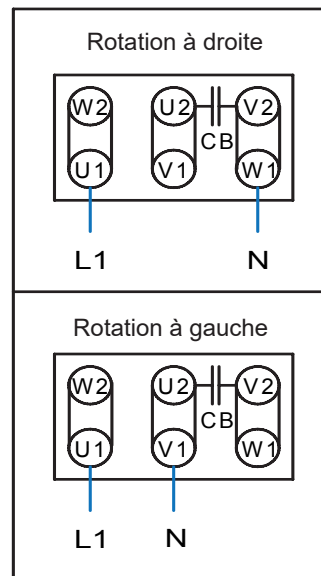 Rotation à droite
W2 U2 V2
CB
U1 V1 W1
L1 N
Rotation à gauche
W2 U2 V2
CB
U1 V1 W1
L1 N